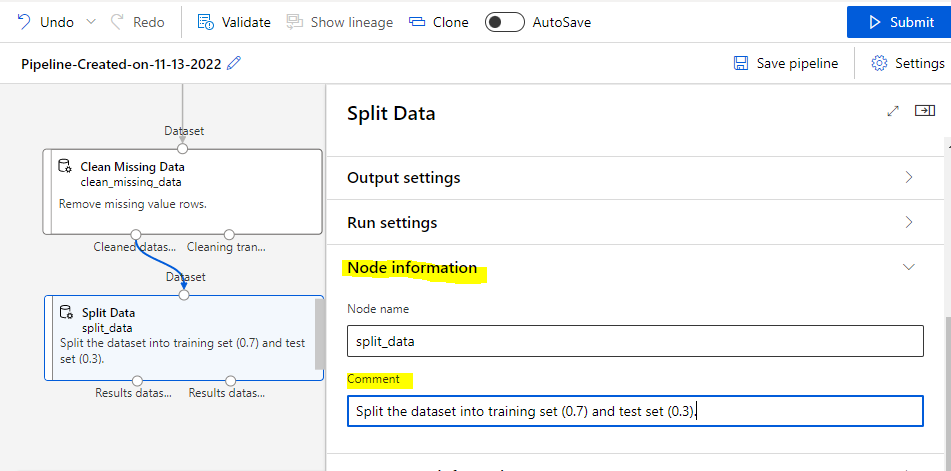 Undo Redo Validate Show lineage Clone AutoSave Submit
Pipeline-Created-on-11-13-2022 Save pipeline Settings
Dataset
Clean Missing Data
clean_missing_data
Remove missing value rows.
Cleaned datas... Cleaning tran...
Dataset
Split Data
split_data
Split the dataset into training set (0.7) and test
set (0.3).
Results datas... Results datas...
Split Data
Output settings
Run settings
Node information
Node name
split_data
Comment
Split the dataset into training set (0.7) and test set (0.3).